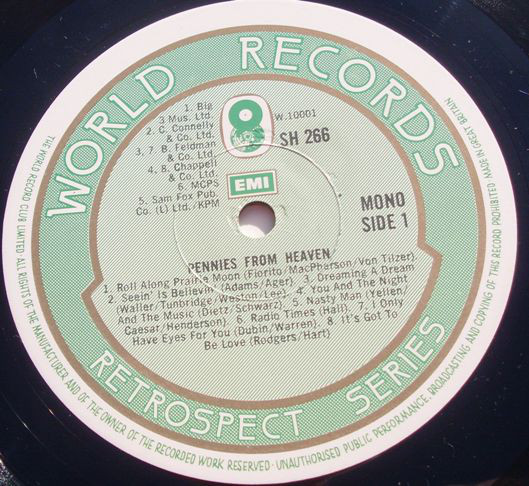 WORLD RECORDS
1. Big
3 Mus. Ltd.
2. C. Connelly
& Co. Ltd.
3. 7. B. Feldman
& Co. Ltd.
4. 8. Chappell
& Co. Ltd.
6. MCPS
5. Sam Fox Pub.
Co. (L) Ltd./KPM
W.10001
SH 266
EMI
MONO
SIDE 1
PENNIES FROM HEAVEN
1. Roll Along Prairie Moon (Fiorito/MacPherson/Von Tilzer).
2. Seein' Is Believin' (Adams/Ager). 3. Dreaming A Dream
(Waller/Tunbridge/Weston/Lee). 4. You And The Night
And The Music (Dietz/Schwarz). 5. Nasty Man (Yellen/
Caesar/Henderson). 6. Radio Times (Hall). 7. I Only
Have Eyes For You (Dubin/Warren). 8. It's Got To
Be Love (Rodgers/Hart)
RETROSPECT SERIES
THE WORLD RECORD CLUB LIMITED · ALL RIGHTS OF THE MANUFACTURER AND OF THE OWNER OF THE RECORDED WORK RESERVED · UNAUTHORISED PUBLIC PERFORMANCE, BROADCASTING AND COPYING OF THIS RECORD PROHIBITED MADE IN GREAT BRITAIN